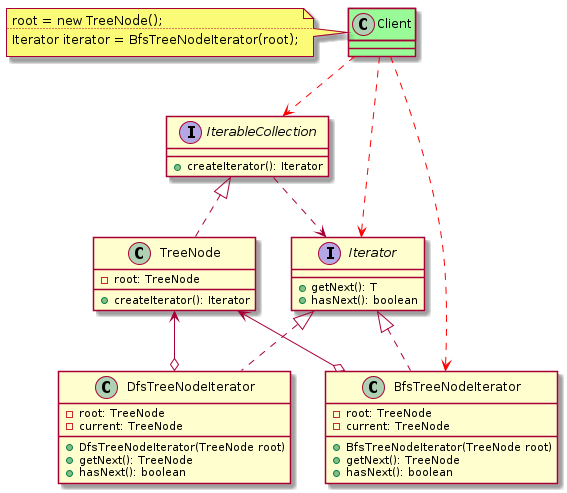 root = new TreeNode();
Iterator iterator = BfsTreeNodeIterator(root);
C Client
I IterableCollection
createIterator(): Iterator
C TreeNode
root: TreeNode
createIterator(): Iterator
I Iterator
getNext(): T
hasNext(): boolean
C DfsTreeNodeIterator
root: TreeNode
current: TreeNode
DfsTreeNodeIterator(TreeNode root)
getNext(): TreeNode
hasNext(): boolean
C BfsTreeNodeIterator
root: TreeNode
current: TreeNode
BfsTreeNodeIterator(TreeNode root)
getNext(): TreeNode
hasNext(): boolean